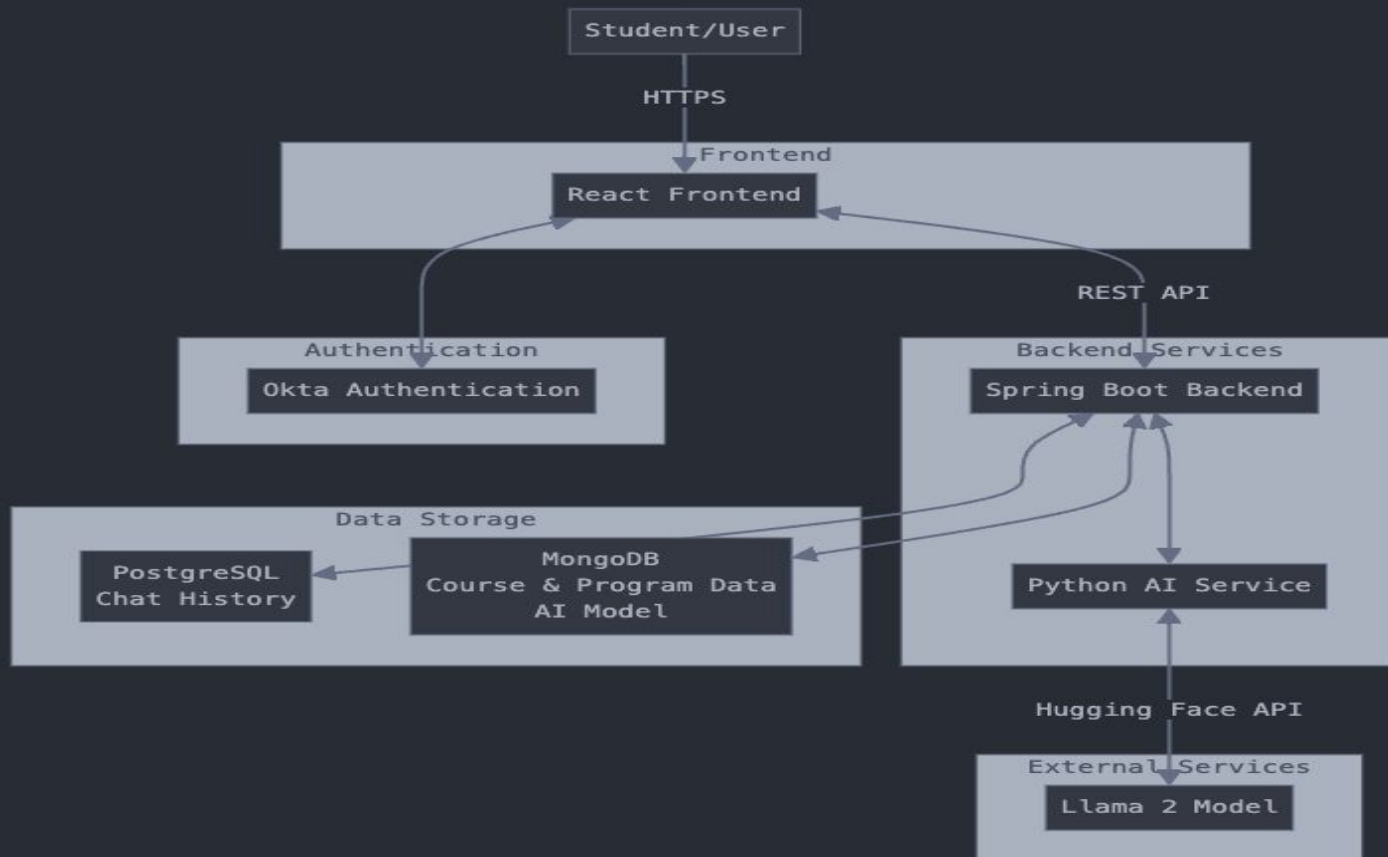 Student/User
HTTPS
Frontend
React Frontend
REST API
Authentication
Okta Authentication
Backend Services
Spring Boot Backend
Data Storage
PostgreSQL
Chat History
MongoDB
Course & Program Data
AI Model
Python AI Service
Hugging Face API
External Services
Llama 2 Model